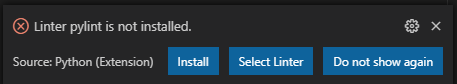 Linter pylint is not installed.
Source: Python (Extension) Install Select Linter Do not show again